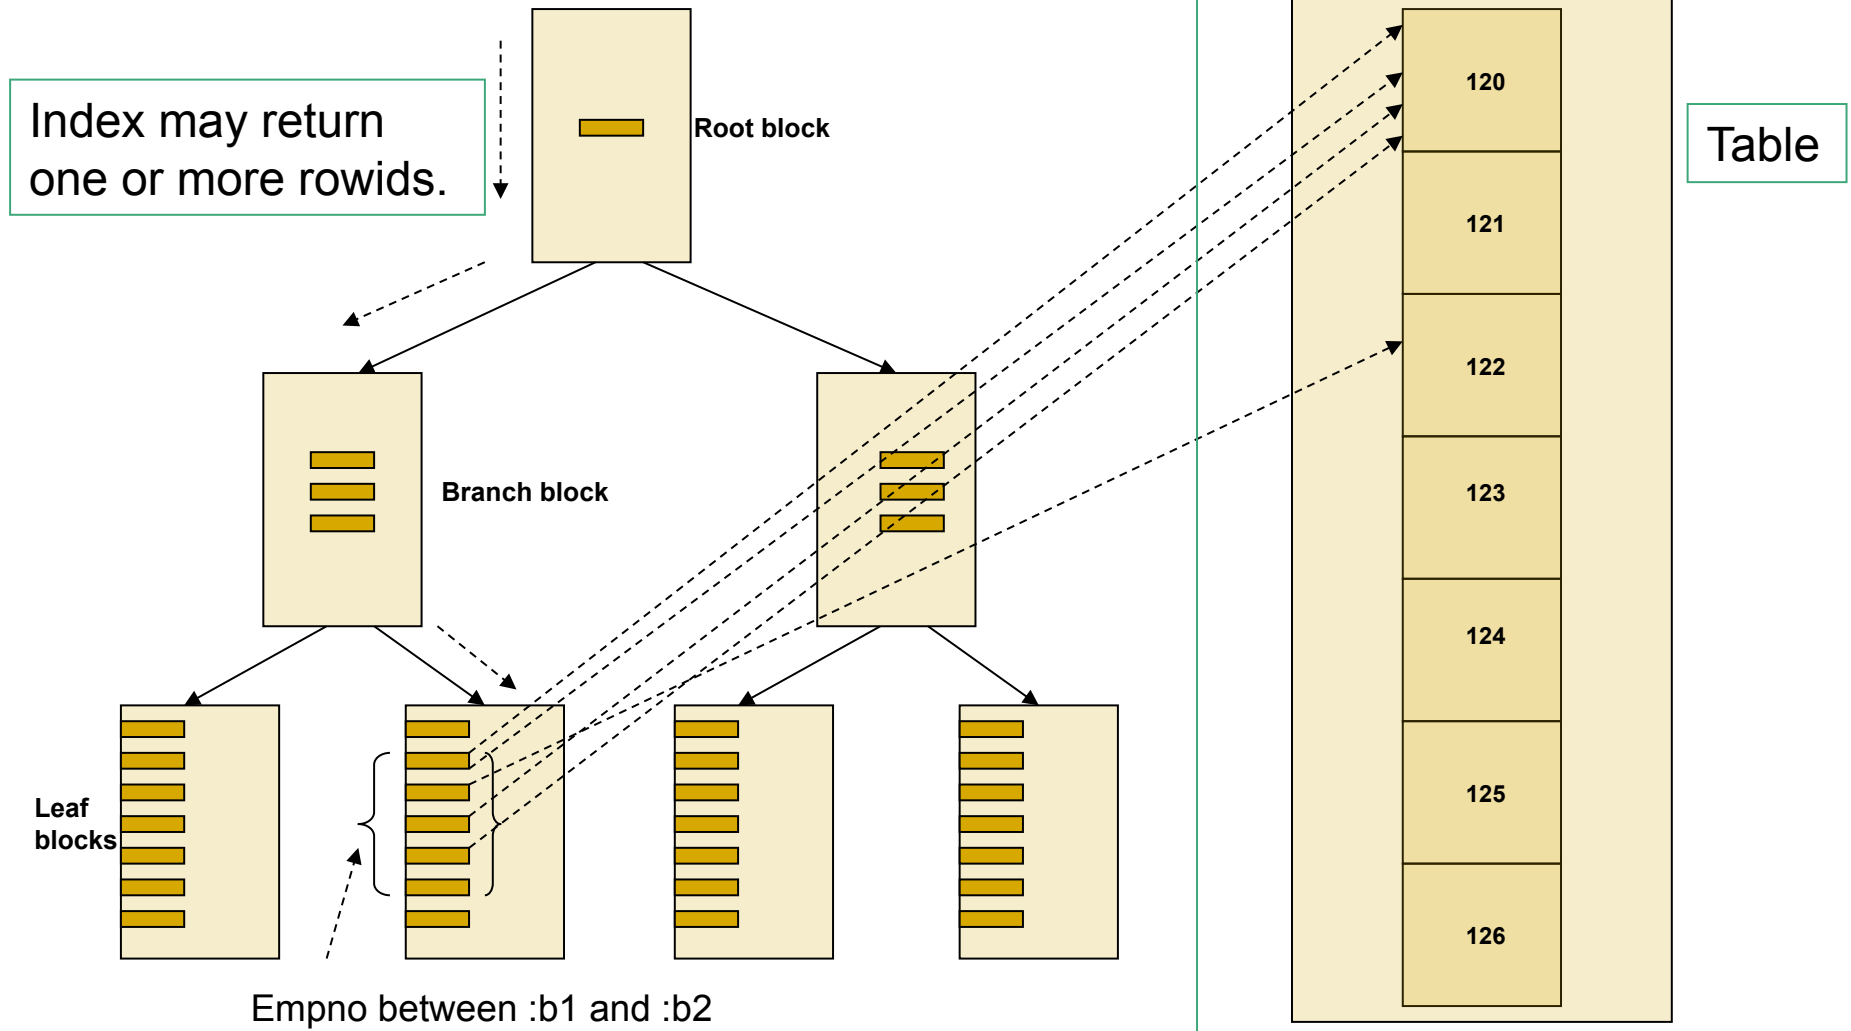 Index may return
one or more rowids.
Root block
Branch block
Leaf
blocks
Empno between :b1 and :b2
120
121
122
123
124
125
126
Table